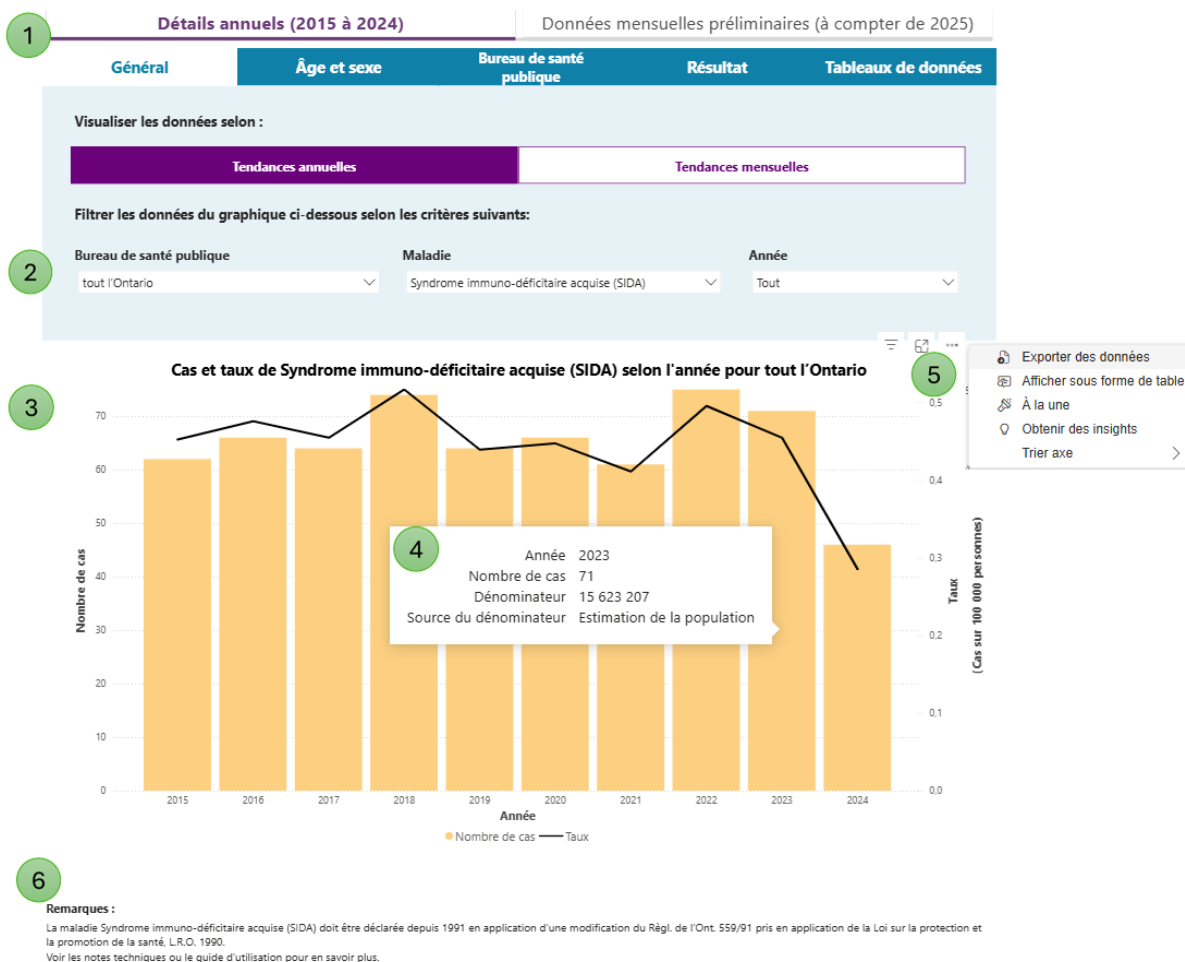 1
Détails annuels (2015 à 2024)
Données mensuelles préliminaires (à compter de 2025)
Général
Âge et sexe
Bureau de santé
publique
Résultat
Tableaux de données
Visualiser les données selon :
Tendances annuelles
Tendances mensuelles
Filtrer les données du graphique ci-dessous selon les critères suivants:
2
Bureau de santé publique
Maladie
Année
tout l'Ontario
Syndrome immuno-déficitaire acquise (SIDA)
Tout
5
Exporter des données
Afficher sous forme de table
À la une
Obtenir des insights
Trier axe
3
Cas et taux de Syndrome immuno-déficitaire acquise (SIDA) selon l'année pour tout l'Ontario
Nombre de cas
70
60
50
40
30
20
10
0
4
Année 2023
Nombre de cas 71
Dénominateur 15 623 207
Source du dénominateur Estimation de la population
0,5
0,4
0,3
0,2
0,1
0,0
Taux
(Cas sur 100 000 personnes)
2015 2016 2017 2018 2019 2020 2021 2022 2023 2024
Année
Nombre de cas Taux
6
Remarques :
La maladie Syndrome immuno-déficitaire acquise (SIDA) doit être déclarée depuis 1991 en application d'une modification du Règl. de l'Ont. 559/91 pris en application de la Loi sur la protection et
la promotion de la santé, L.R.O. 1990.
Voir les notes techniques ou le guide d'utilisation pour en savoir plus.